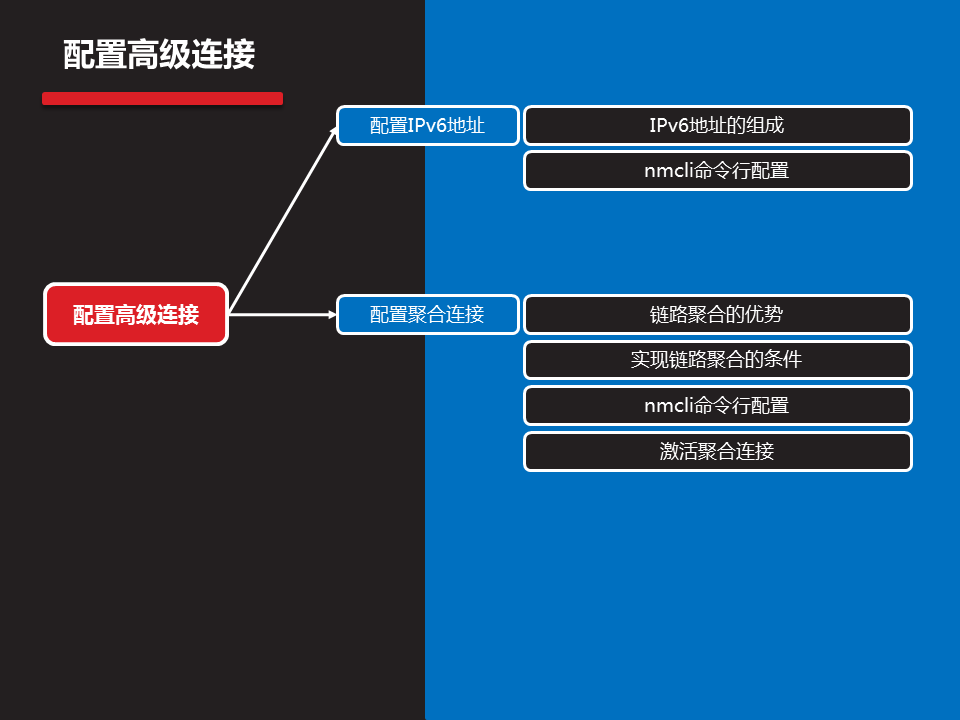 配置高级连接
配置IPv6地址
IPv6地址的组成
nmcli命令行配置
配置高级连接
配置聚合连接
链路聚合的优势
实现链路聚合的条件
nmcli命令行配置
激活聚合连接